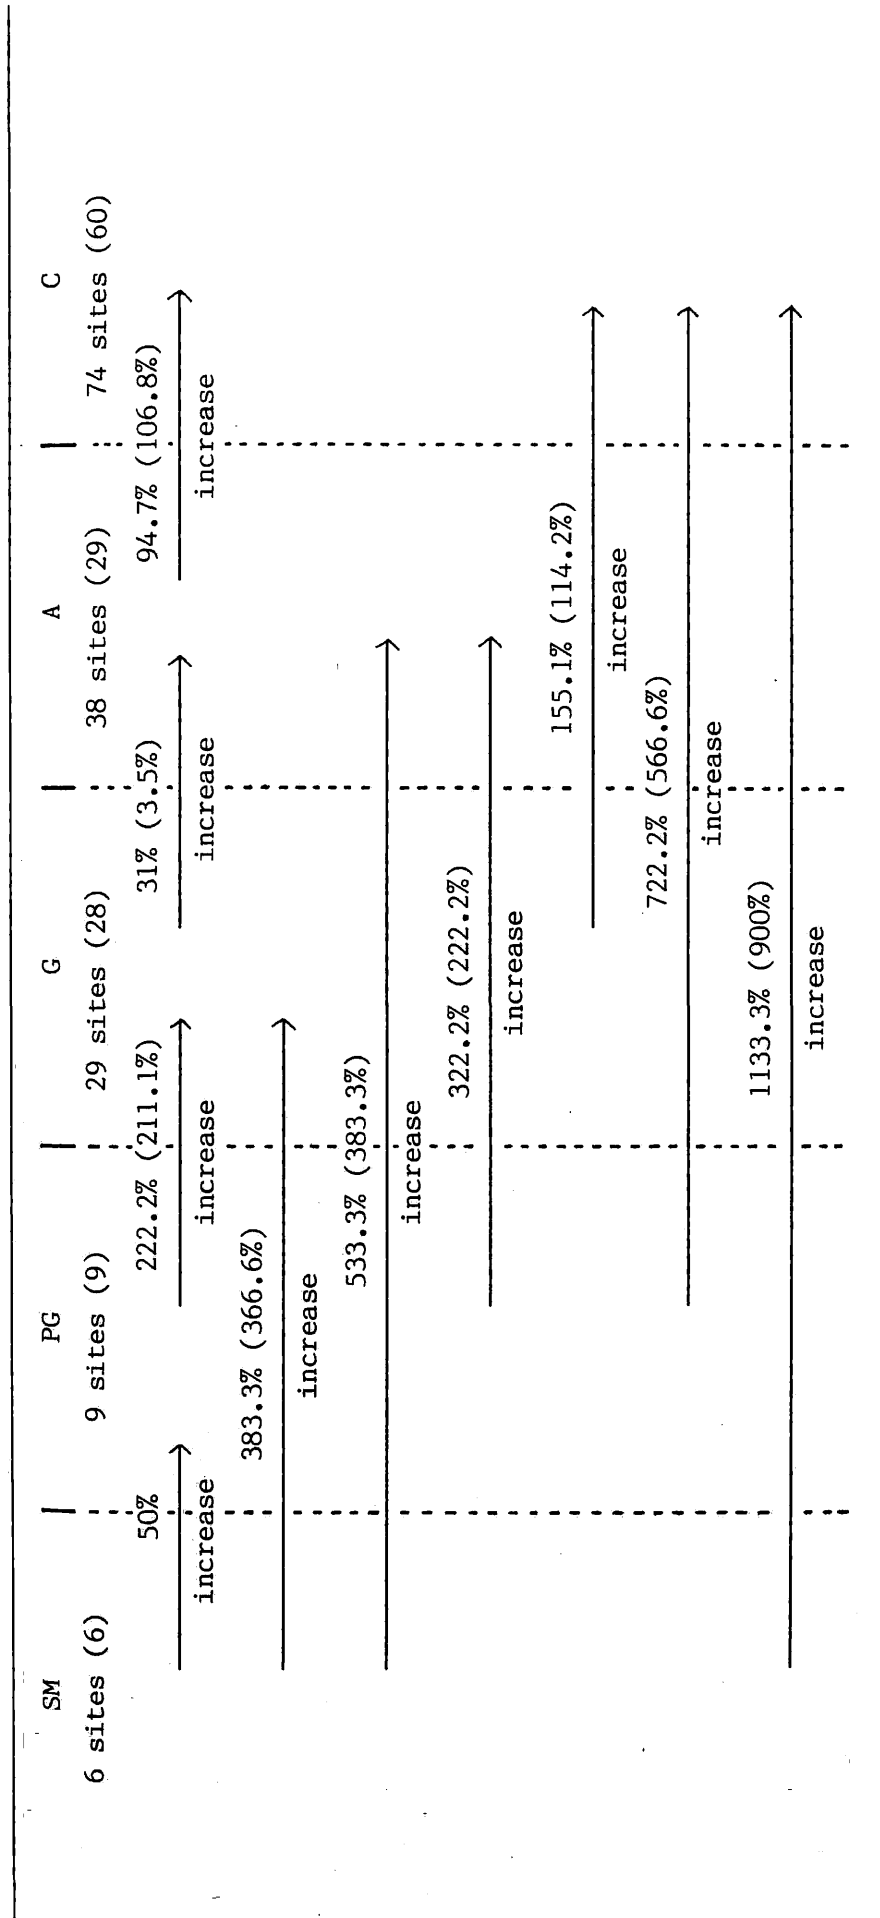 SM PG G A C
6 sites (6) 9 sites (9) 29 sites (28) 38 sites (29) 74 sites (60)
50% 222.2% (211.1%) 31% (3.5%) 94.7% (106.8%)
increase increase increase increase
383.3% (366.6%)
increase
533.3% (383.3%)
increase
322.2% (222.2%)
increase
155.1% (114.2%)
increase
722.2% (566.6%)
increase
1133.3% (900%)
increase